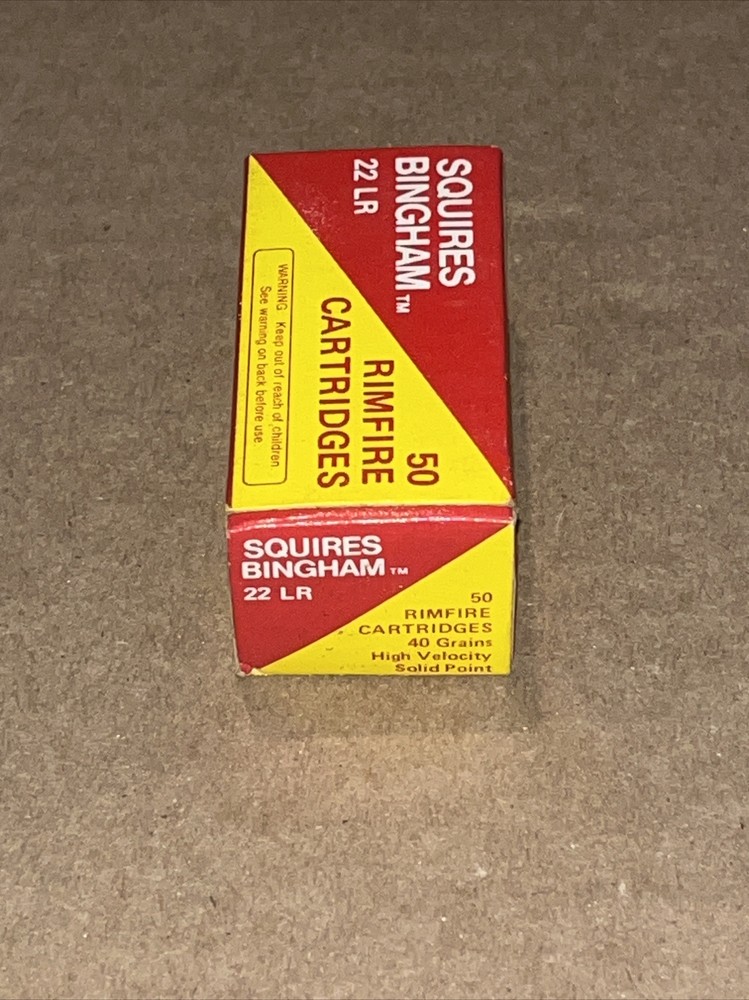 SQUIRES
BINGHAM™
22 LR
50
RIMFIRE
CARTRIDGES
WARNING Keep out of reach of children.
See warning on back before use.
SQUIRES
BINGHAM™
22 LR
50
RIMFIRE
CARTRIDGES
40 Grains
High Velocity
Solid Point